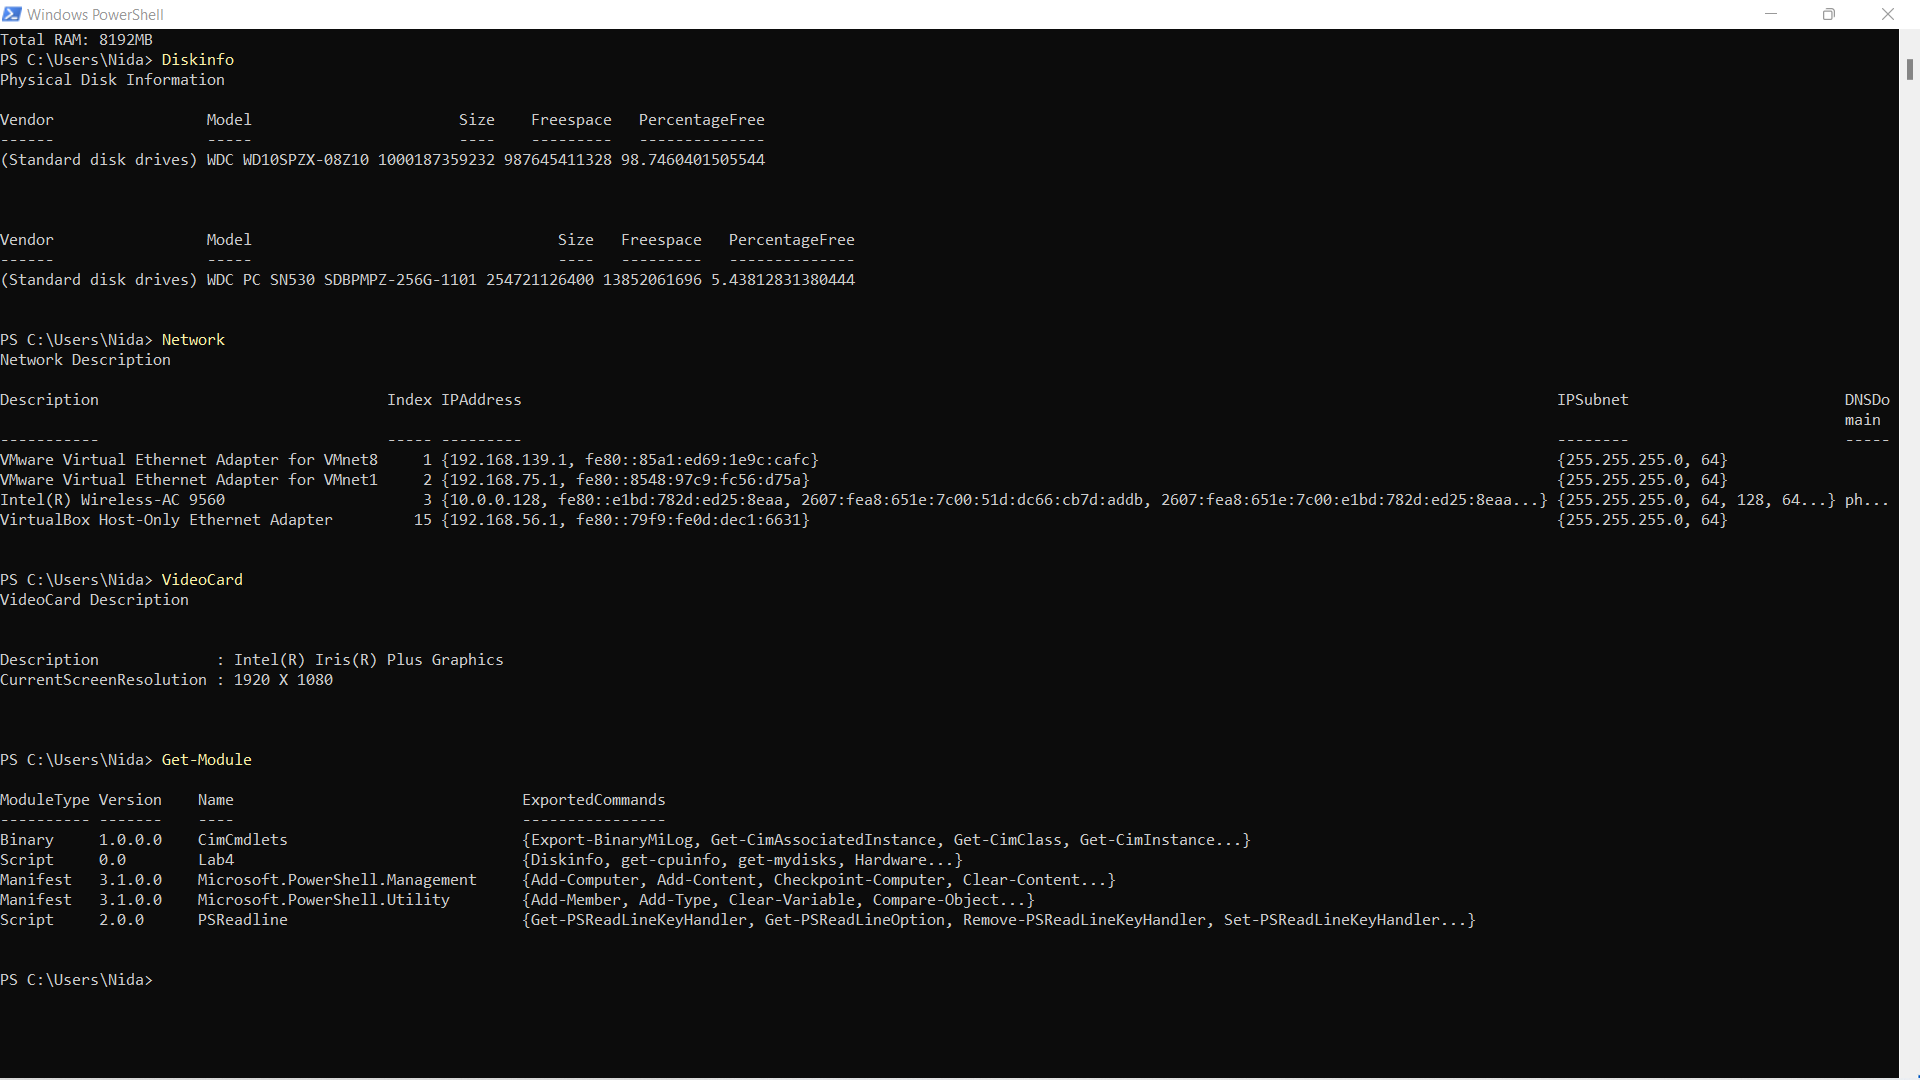 Windows PowerShell
Total RAM: 8192MB
PS C:\Users\Nida> Diskinfo
Physical Disk Information
Vendor                 Model                       Size    Freespace   PercentageFree
------                 -----                       ----    ---------   --------------
(Standard disk drives) WDC WD10SPZX-08Z10 1000187359232 987645411328 98.7460401505544
Vendor                 Model                                  Size   Freespace   PercentageFree
------                 -----                                  ----   ---------   --------------
(Standard disk drives) WDC PC SN530 SDBPMPZ-256G-1101 254721126400 13852061696 5.43812831380444
PS C:\Users\Nida> Network
Network Description
Description                                Index IPAddress                                                                                                                   IPSubnet                        DNSDo
main
-----------                                ----- ---------                                                                                                                   --------                        -----
VMware Virtual Ethernet Adapter for VMnet8     1 {192.168.139.1, fe80::85a1:ed69:1e9c:cafc}                                                                                  {255.255.255.0, 64}
VMware Virtual Ethernet Adapter for VMnet1     2 {192.168.75.1, fe80::8548:97c9:fc56:d75a}                                                                                   {255.255.255.0, 64}
Intel(R) Wireless-AC 9560                      3 {10.0.0.128, fe80::e1bd:782d:ed25:8eaa, 2607:fea8:651e:7c00:51d:dc66:cb7d:addb, 2607:fea8:651e:7c00:e1bd:782d:ed25:8eaa...} {255.255.255.0, 64, 128, 64...} ph...
VirtualBox Host-Only Ethernet Adapter         15 {192.168.56.1, fe80::79f9:fe0d:dec1:6631}                                                                                   {255.255.255.0, 64}
PS C:\Users\Nida> VideoCard
VideoCard Description
Description             : Intel(R) Iris(R) Plus Graphics
CurrentScreenResolution : 1920 X 1080
PS C:\Users\Nida> Get-Module
ModuleType Version    Name                                ExportedCommands
---------- -------    ----                                ----------------
Binary     1.0.0.0    CimCmdlets                          {Export-BinaryMiLog, Get-CimAssociatedInstance, Get-CimClass, Get-CimInstance...}
Script     0.0        Lab4                                {Diskinfo, get-cpuinfo, get-mydisks, Hardware...}
Manifest   3.1.0.0    Microsoft.PowerShell.Management     {Add-Computer, Add-Content, Checkpoint-Computer, Clear-Content...}
Manifest   3.1.0.0    Microsoft.PowerShell.Utility        {Add-Member, Add-Type, Clear-Variable, Compare-Object...}
Script     2.0.0      PSReadline                          {Get-PSReadLineKeyHandler, Get-PSReadLineOption, Remove-PSReadLineKeyHandler, Set-PSReadLineKeyHandler...}
PS C:\Users\Nida>